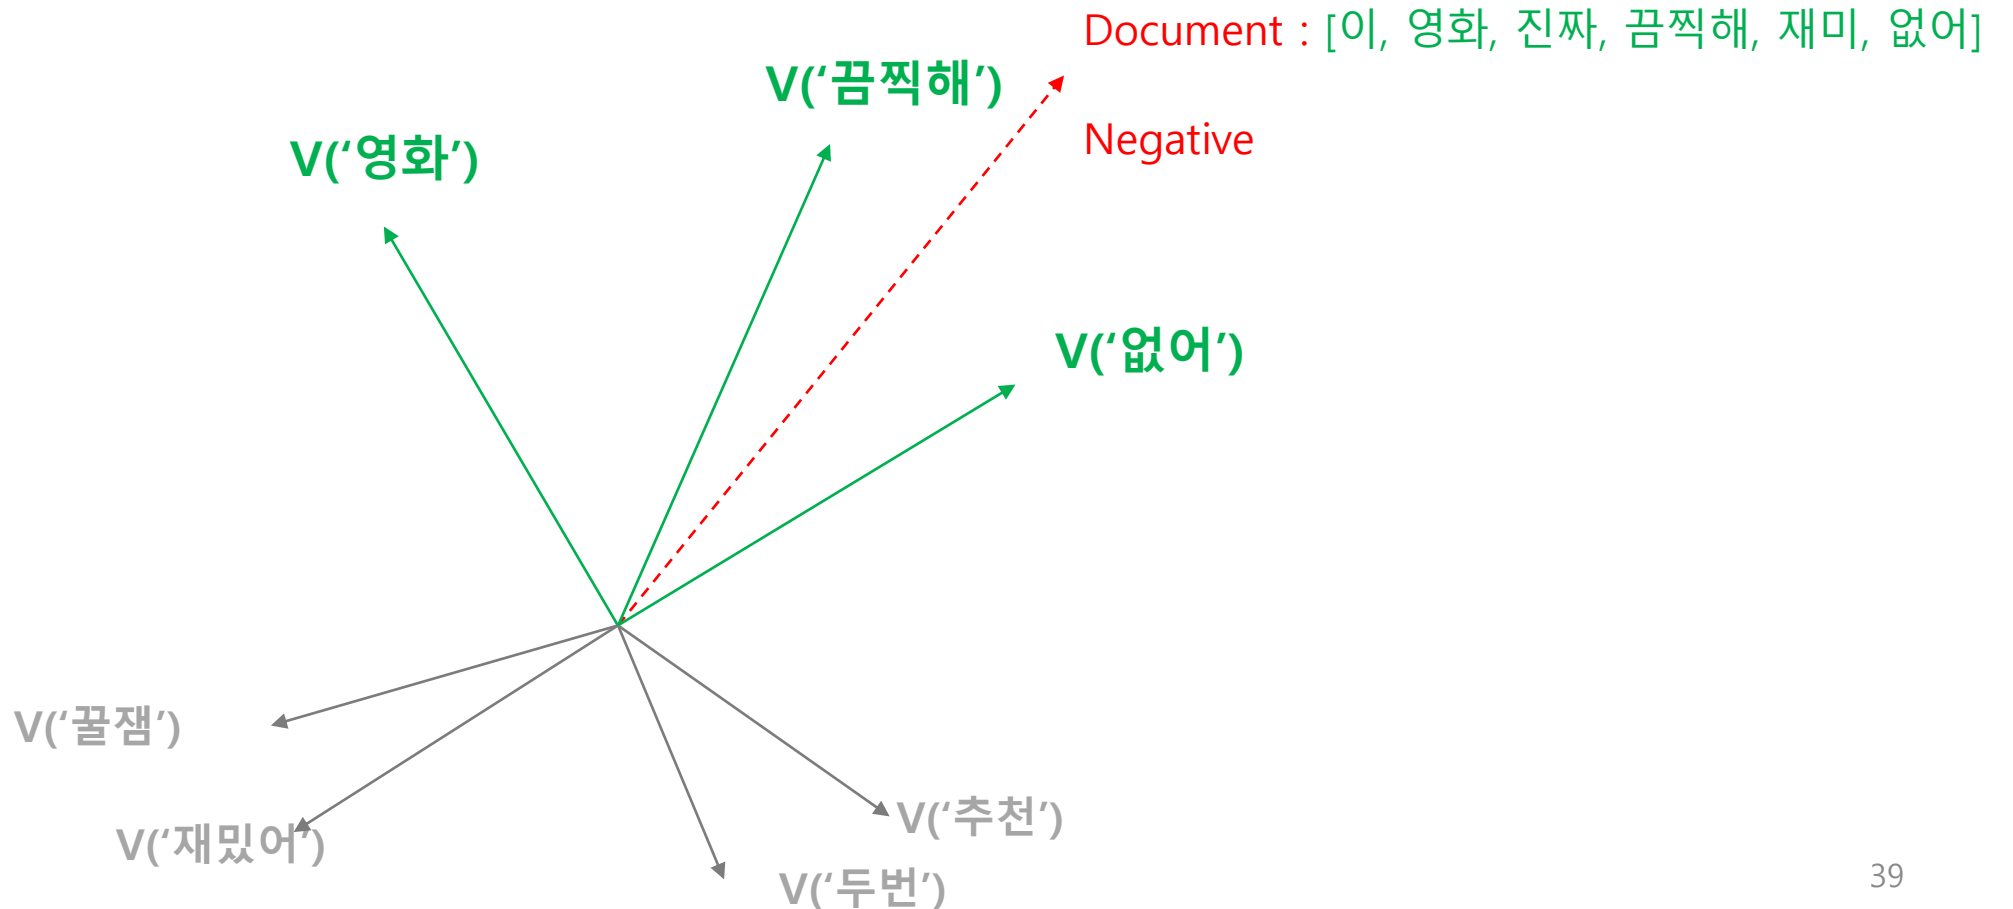 Document : [이, 영화, 진짜, 끔찍해, 재미, 없어]
V(‘끔찍해’)
Negative
V(‘영화’)
V(‘없어’)
V(‘꿀잼’)
V(‘재밌어’)
V(‘추천’)
V(‘두번’)
39